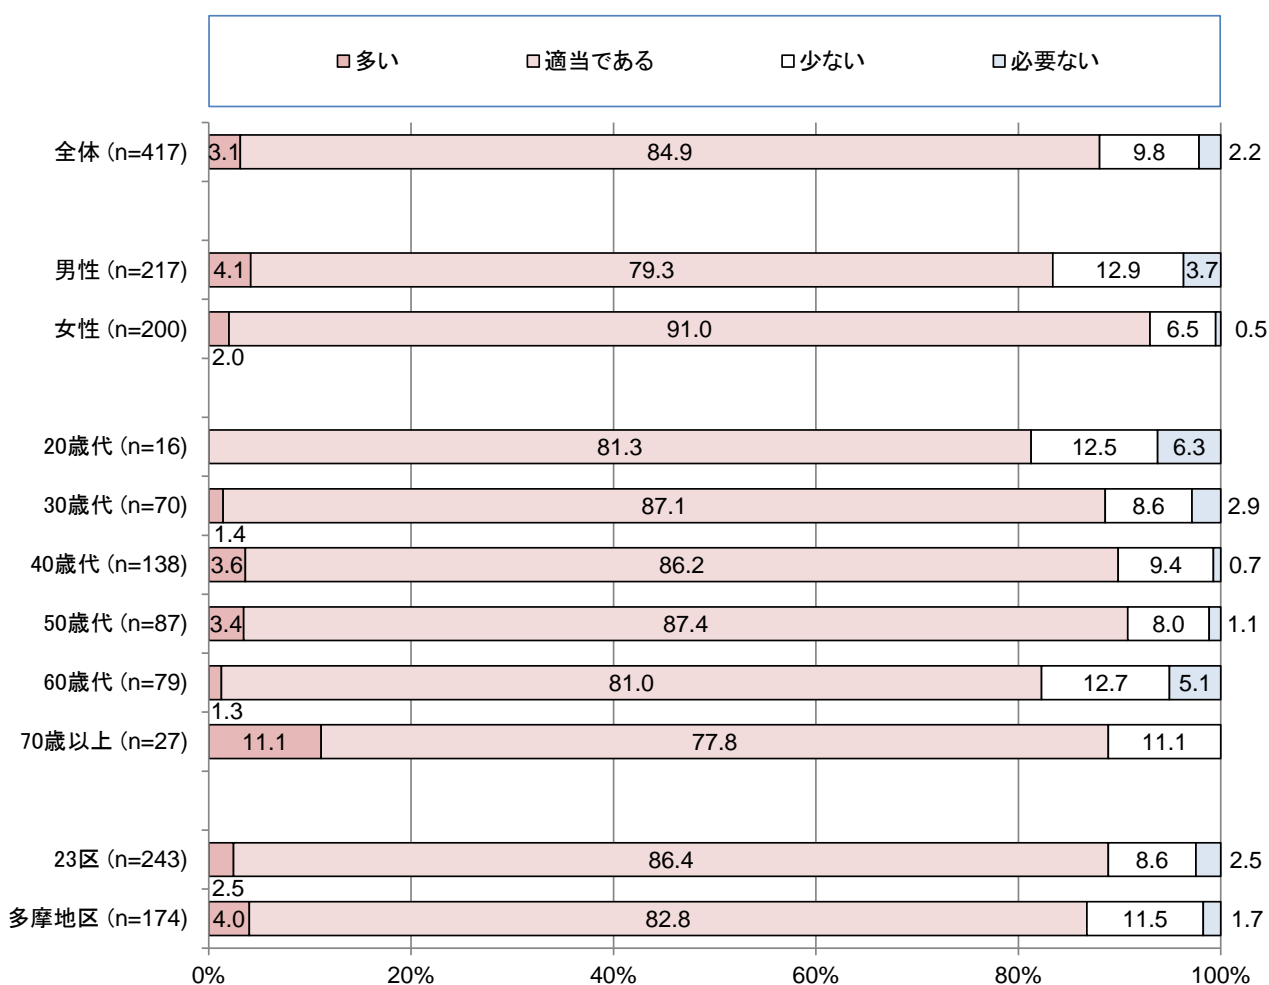 多い 適当である 少ない 必要ない
全体 (n=417) 3.1 84.9 9.8 2.2
男性 (n=217) 4.1 79.3 12.9 3.7
女性 (n=200) 91.0 6.5 0.5
2.0
20歳代 (n=16) 81.3 12.5 6.3
30歳代 (n=70) 87.1 8.6 2.9
1.4
40歳代 (n=138) 3.6 86.2 9.4 0.7
50歳代 (n=87) 3.4 87.4 8.0 1.1
60歳代 (n=79) 81.0 12.7 5.1
1.3
70歳以上 (n=27) 11.1 77.8 11.1
23区 (n=243) 86.4 8.6 2.5
2.5
多摩地区 (n=174) 4.0 82.8 11.5 1.7
0% 20% 40% 60% 80% 100%